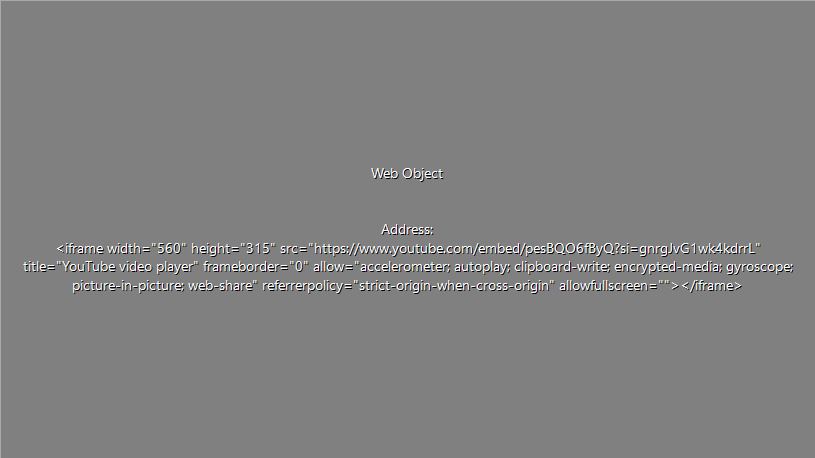 Web Object
Address:
<iframe width="560" height="315" src="https://www.youtube.com/embed/pesBQO6fByQ?si=gnrgJvG1wk4kdrrL"
title="YouTube video player" frameborder="0" allow="accelerometer; autoplay; clipboard-write; encrypted-media; gyroscope;
picture-in-picture; web-share" referrerpolicy="strict-origin-when-cross-origin" allowfullscreen=""></iframe>